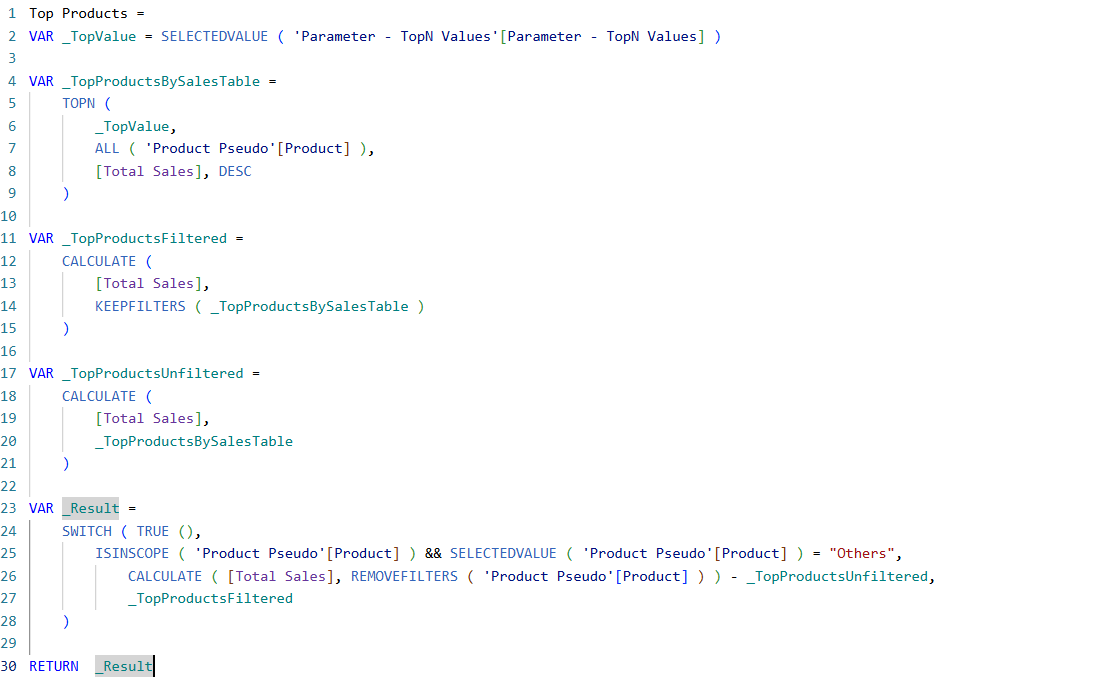 1 Top Products =
2 VAR _TopValue = SELECTEDVALUE ( 'Parameter - TopN Values'[Parameter - TopN Values] )
3
4 VAR _TopProductsBySalesTable =
5     TOPN (
6         _TopValue,
7         ALL ( 'Product Pseudo'[Product] ),
8         [Total Sales], DESC
9     )
10
11 VAR _TopProductsFiltered =
12     CALCULATE (
13         [Total Sales],
14         KEEPFILTERS ( _TopProductsBySalesTable )
15     )
16
17 VAR _TopProductsUnfiltered =
18     CALCULATE (
19         [Total Sales],
20         _TopProductsBySalesTable
21     )
22
23 VAR _Result =
24     SWITCH ( TRUE (),
25         ISINSCOPE ( 'Product Pseudo'[Product] ) && SELECTEDVALUE ( 'Product Pseudo'[Product] ) = "Others",
26             CALCULATE ( [Total Sales], REMOVEFILTERS ( 'Product Pseudo'[Product] ) ) - _TopProductsUnfiltered,
27             _TopProductsFiltered
28     )
29
30 RETURN  _Result